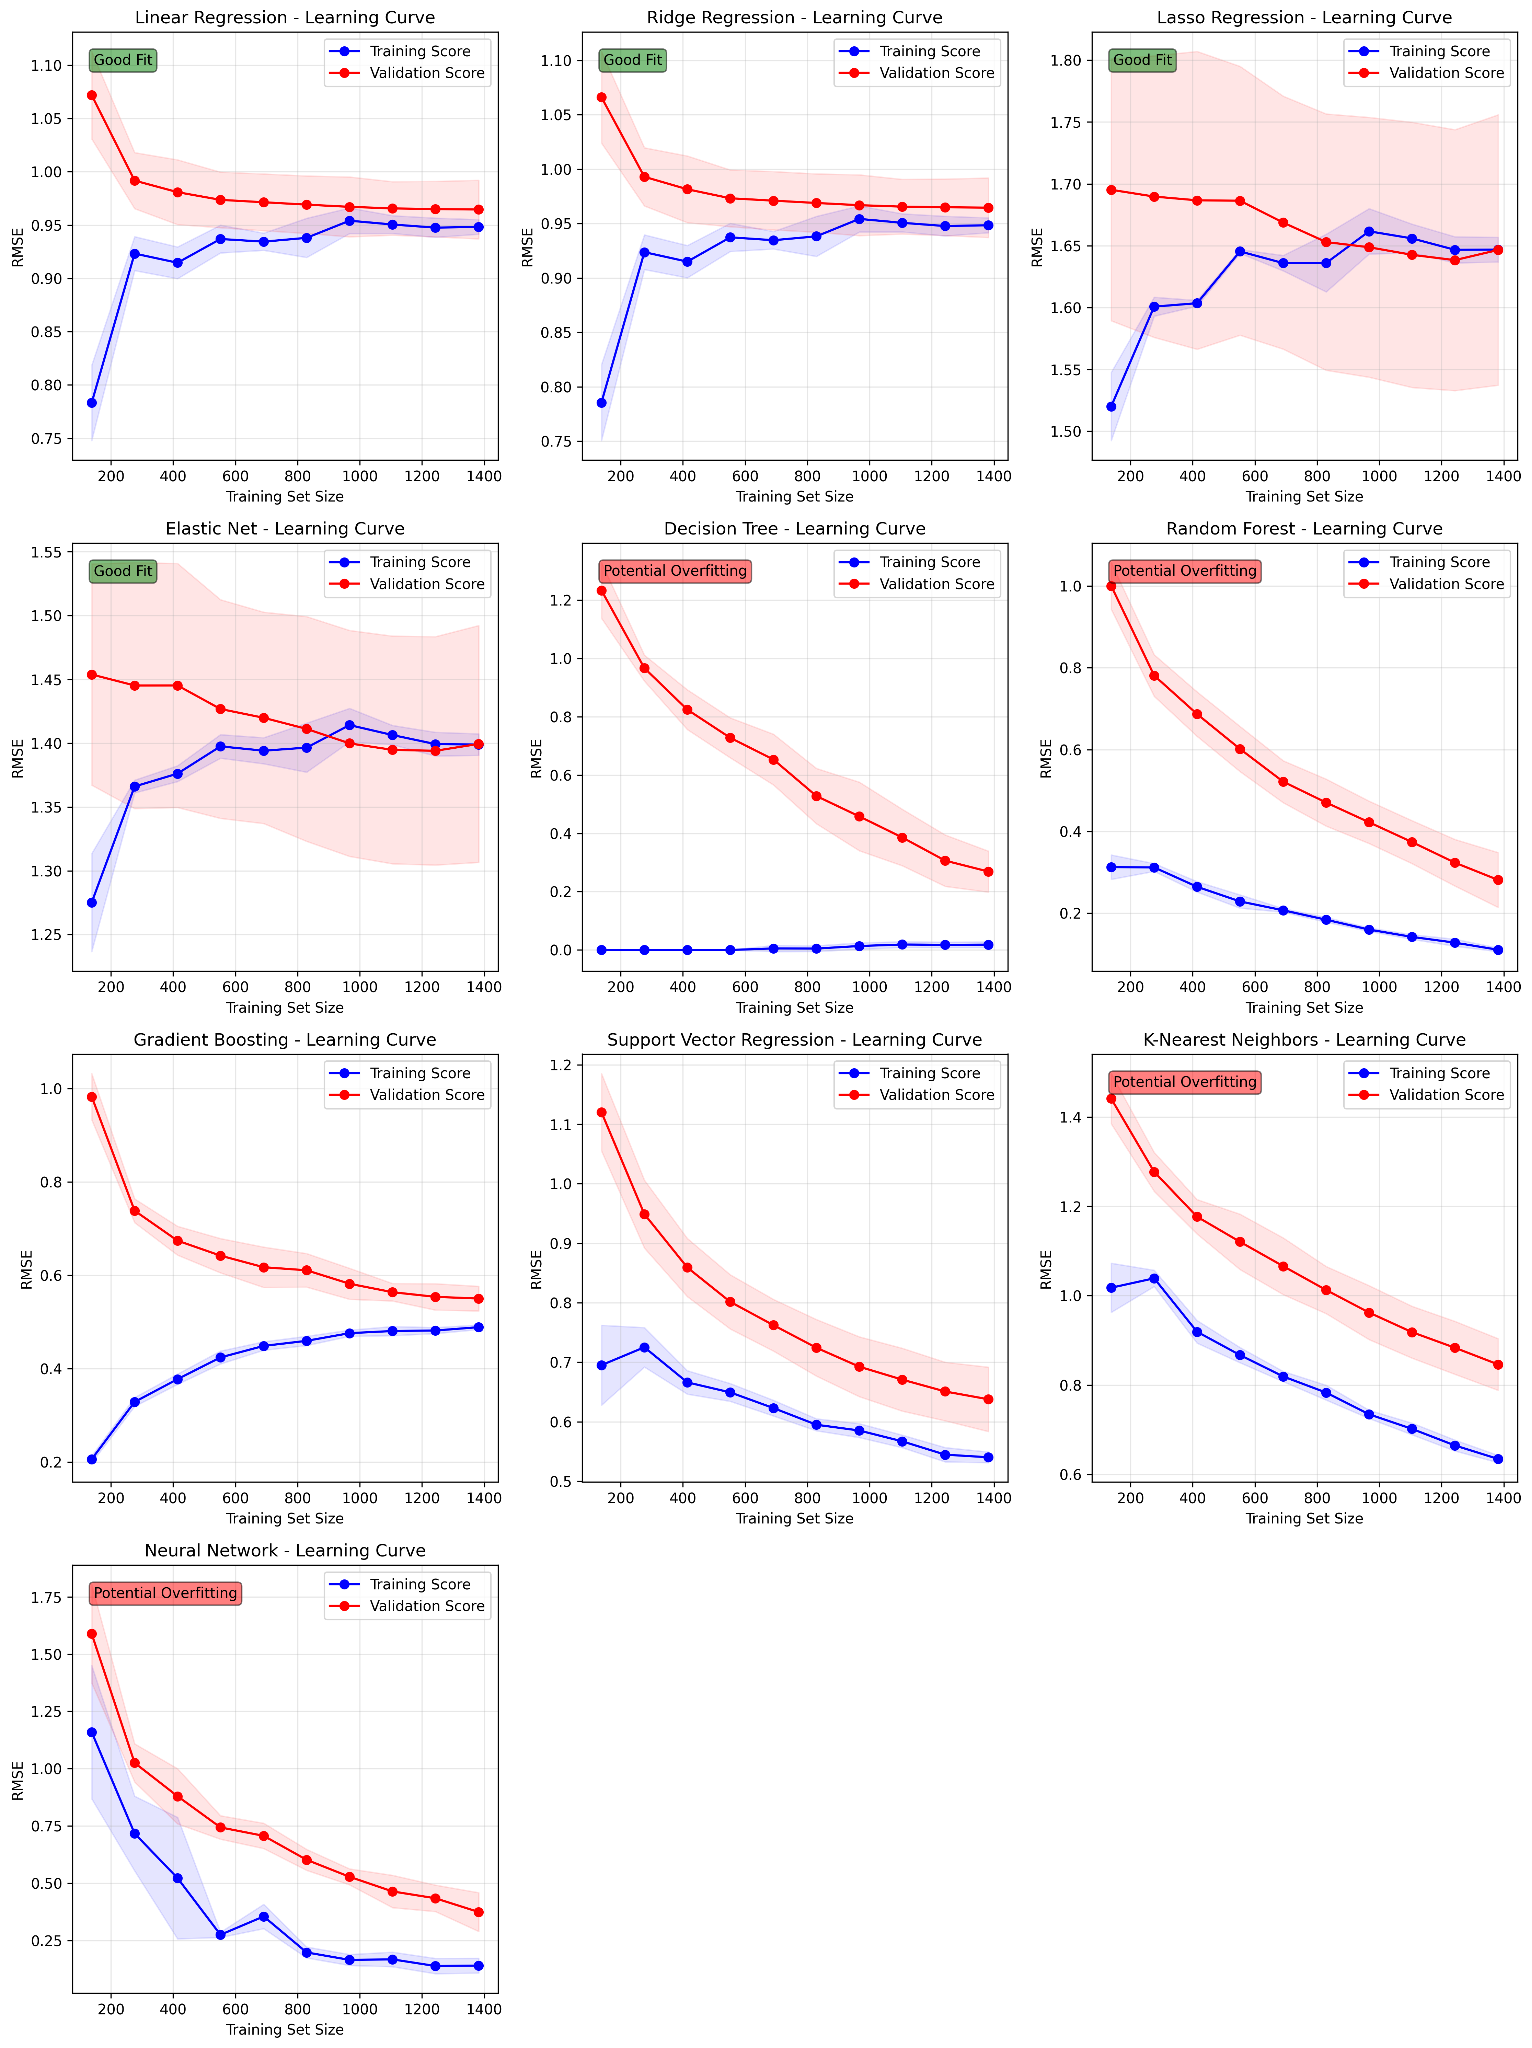 Linear Regression - Learning Curve
Good Fit
Training Score
Validation Score
1.10
1.05
1.00
0.95
0.90
0.85
0.80
0.75
RMSE
200 400 600 800 1000 1200 1400
Training Set Size
Ridge Regression - Learning Curve
Good Fit
Training Score
Validation Score
1.10
1.05
1.00
0.95
0.90
0.85
0.80
0.75
RMSE
200 400 600 800 1000 1200 1400
Training Set Size
Lasso Regression - Learning Curve
Good Fit
Training Score
Validation Score
1.80
1.75
1.70
1.65
1.60
1.55
1.50
RMSE
200 400 600 800 1000 1200 1400
Training Set Size
Elastic Net - Learning Curve
Good Fit
Training Score
Validation Score
1.55
1.50
1.45
1.40
1.35
1.30
1.25
RMSE
200 400 600 800 1000 1200 1400
Training Set Size
Decision Tree - Learning Curve
Potential Overfitting
Training Score
Validation Score
1.2
1.0
0.8
0.6
0.4
0.2
0.0
RMSE
200 400 600 800 1000 1200 1400
Training Set Size
Random Forest - Learning Curve
Potential Overfitting
Training Score
Validation Score
1.0
0.8
0.6
0.4
0.2
RMSE
200 400 600 800 1000 1200 1400
Training Set Size
Gradient Boosting - Learning Curve
Training Score
Validation Score
1.0
0.8
0.6
0.4
0.2
RMSE
200 400 600 800 1000 1200 1400
Training Set Size
Support Vector Regression - Learning Curve
Training Score
Validation Score
1.2
1.1
1.0
0.9
0.8
0.7
0.6
0.5
RMSE
200 400 600 800 1000 1200 1400
Training Set Size
K-Nearest Neighbors - Learning Curve
Potential Overfitting
Training Score
Validation Score
1.4
1.2
1.0
0.8
0.6
RMSE
200 400 600 800 1000 1200 1400
Training Set Size
Neural Network - Learning Curve
Potential Overfitting
Training Score
Validation Score
1.75
1.50
1.25
1.00
0.75
0.50
0.25
RMSE
200 400 600 800 1000 1200 1400
Training Set Size